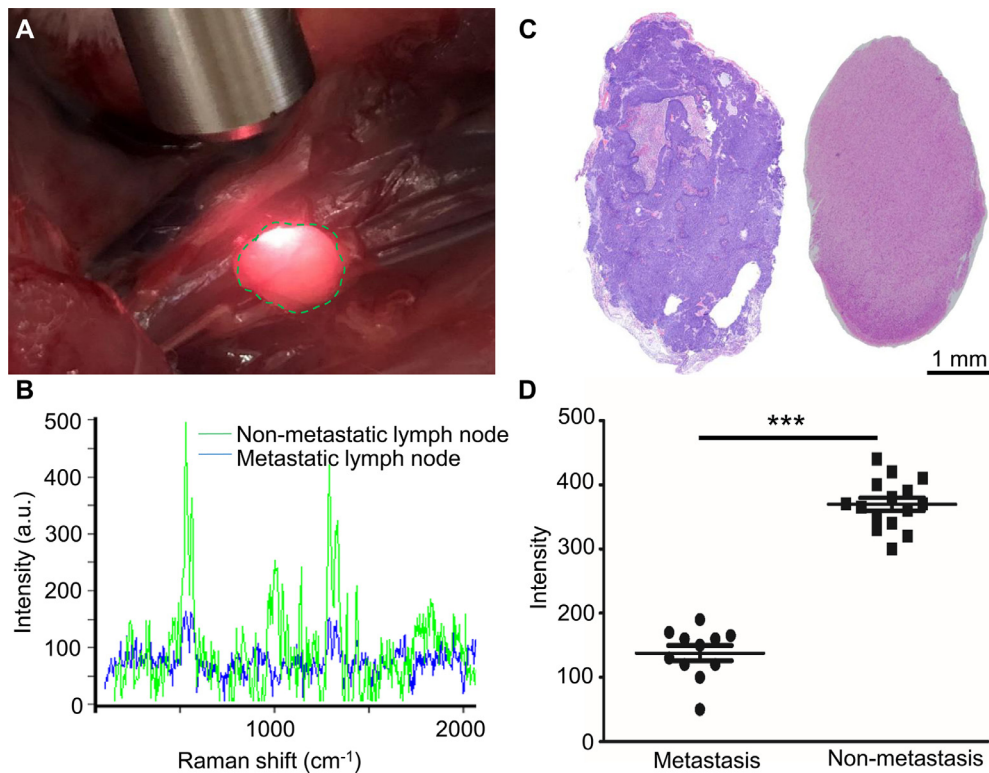 A
C
1 mm
B
500
400
300
200
100
0
Intensity (a.u.)
Non-metastatic lymph node
Metastatic lymph node
1000
2000
Raman shift (cm⁻¹)
D
500
400
300
200
100
0
Intensity
***
Metastasis
Non-metastasis